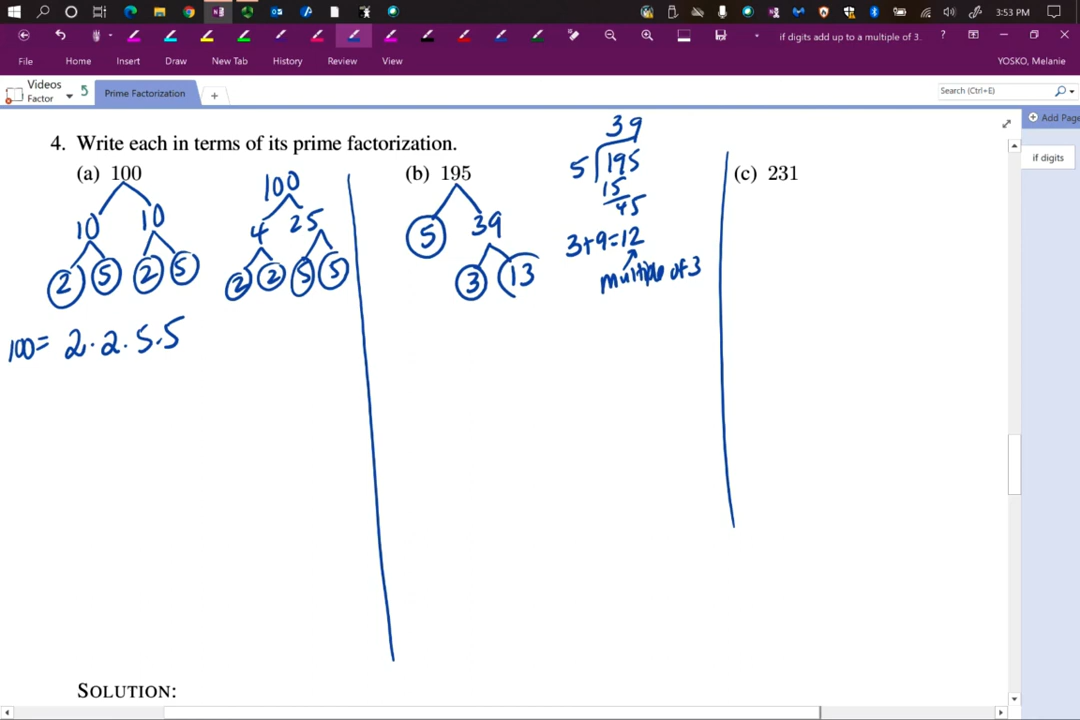 3:53 PM
if digits add up to a multiple of 3.
?
File Home Insert Draw New Tab History Review View
YOSKO, Melanie
Videos
Factor
Prime Factorization
+
Search (Ctrl+E)
Add Page
if digits
4. Write each in terms of its prime factorization.
(a) 100
10 10
2 5 2 5
100
4 25
2 2 5 5
100 = 2 · 2 · 5 · 5
(b) 195
5 39
3 13
39
5 195
15
45
3+9=12
multiple of 3
(c) 231
SOLUTION: